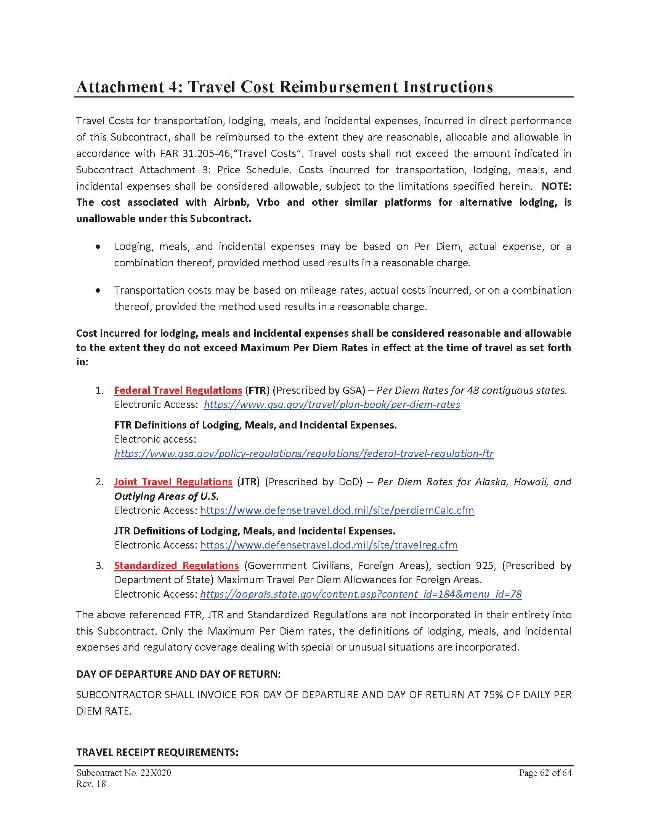 Attachment 4: Travel Cost Reimbursement Instructions
Travel Costs for transportation, lodging, meals, and incidental expenses, incurred in direct performance
of this Subcontract, shall be reimbursed to the extent they are reasonable, allocable and allowable in
accordance with FAR 31.205-46,"Travel Costs". Travel costs shall not exceed the amount indicated in
Subcontract Attachment 3: Price Schedule. Costs incurred for transportation, lodging, meals, and
incidental expenses shall be considered allowable, subject to the limitations specified herein. NOTE:
The cost associated with Airbnb, Vrbo and other similar platforms for alternative lodging, is
unallowable under this Subcontract.
• Lodging, meals, and incidental expenses may be based on Per Diem, actual expense, or a
combination thereof, provided method used results in a reasonable charge.
• Transportation costs may be based on mileage rates, actual costs incurred, or on a combination
thereof, provided the method used results in a reasonable charge.
Cost incurred for lodging, meals and incidental expenses shall be considered reasonable and allowable
to the extent they do not exceed Maximum Per Diem Rates in effect at the time of travel as set forth
in:
1. Federal Travel Regulations (FTR) (Prescribed by GSA) – Per Diem Rates for 48 contiguous states.
Electronic Access: https://www.gsa.gov/travel/plan-book/per-diem-rates
FTR Definitions of Lodging, Meals, and Incidental Expenses.
Electronic access:
https://www.gsa.gov/policy-regulations/regulations/federal-travel-regulation-ftr
2. Joint Travel Regulations (JTR) (Prescribed by DoD) – Per Diem Rates for Alaska, Hawaii, and
Outlying Areas of U.S.
Electronic Access: https://www.defensetravel.dod.mil/site/perdiemCalc.cfm
JTR Definitions of Lodging, Meals, and Incidental Expenses.
Electronic Access: https://www.defensetravel.dod.mil/site/travelreg.cfm
3. Standardized Regulations (Government Civilians, Foreign Areas), section 925, (Prescribed by
Department of State) Maximum Travel Per Diem Allowances for Foreign Areas.
Electronic Access: https://aoprals.state.gov/content.asp?content_id=184&menu_id=78
The above referenced FTR, JTR and Standardized Regulations are not incorporated in their entirety into
this Subcontract. Only the Maximum Per Diem rates, the definitions of lodging, meals, and incidental
expenses and regulatory coverage dealing with special or unusual situations are incorporated.
DAY OF DEPARTURE AND DAY OF RETURN:
SUBCONTRACTOR SHALL INVOICE FOR DAY OF DEPARTURE AND DAY OF RETURN AT 75% OF DAILY PER
DIEM RATE.
TRAVEL RECEIPT REQUIREMENTS:
Subcontract No. 22X020 Page 62 of 64
Rev. 18